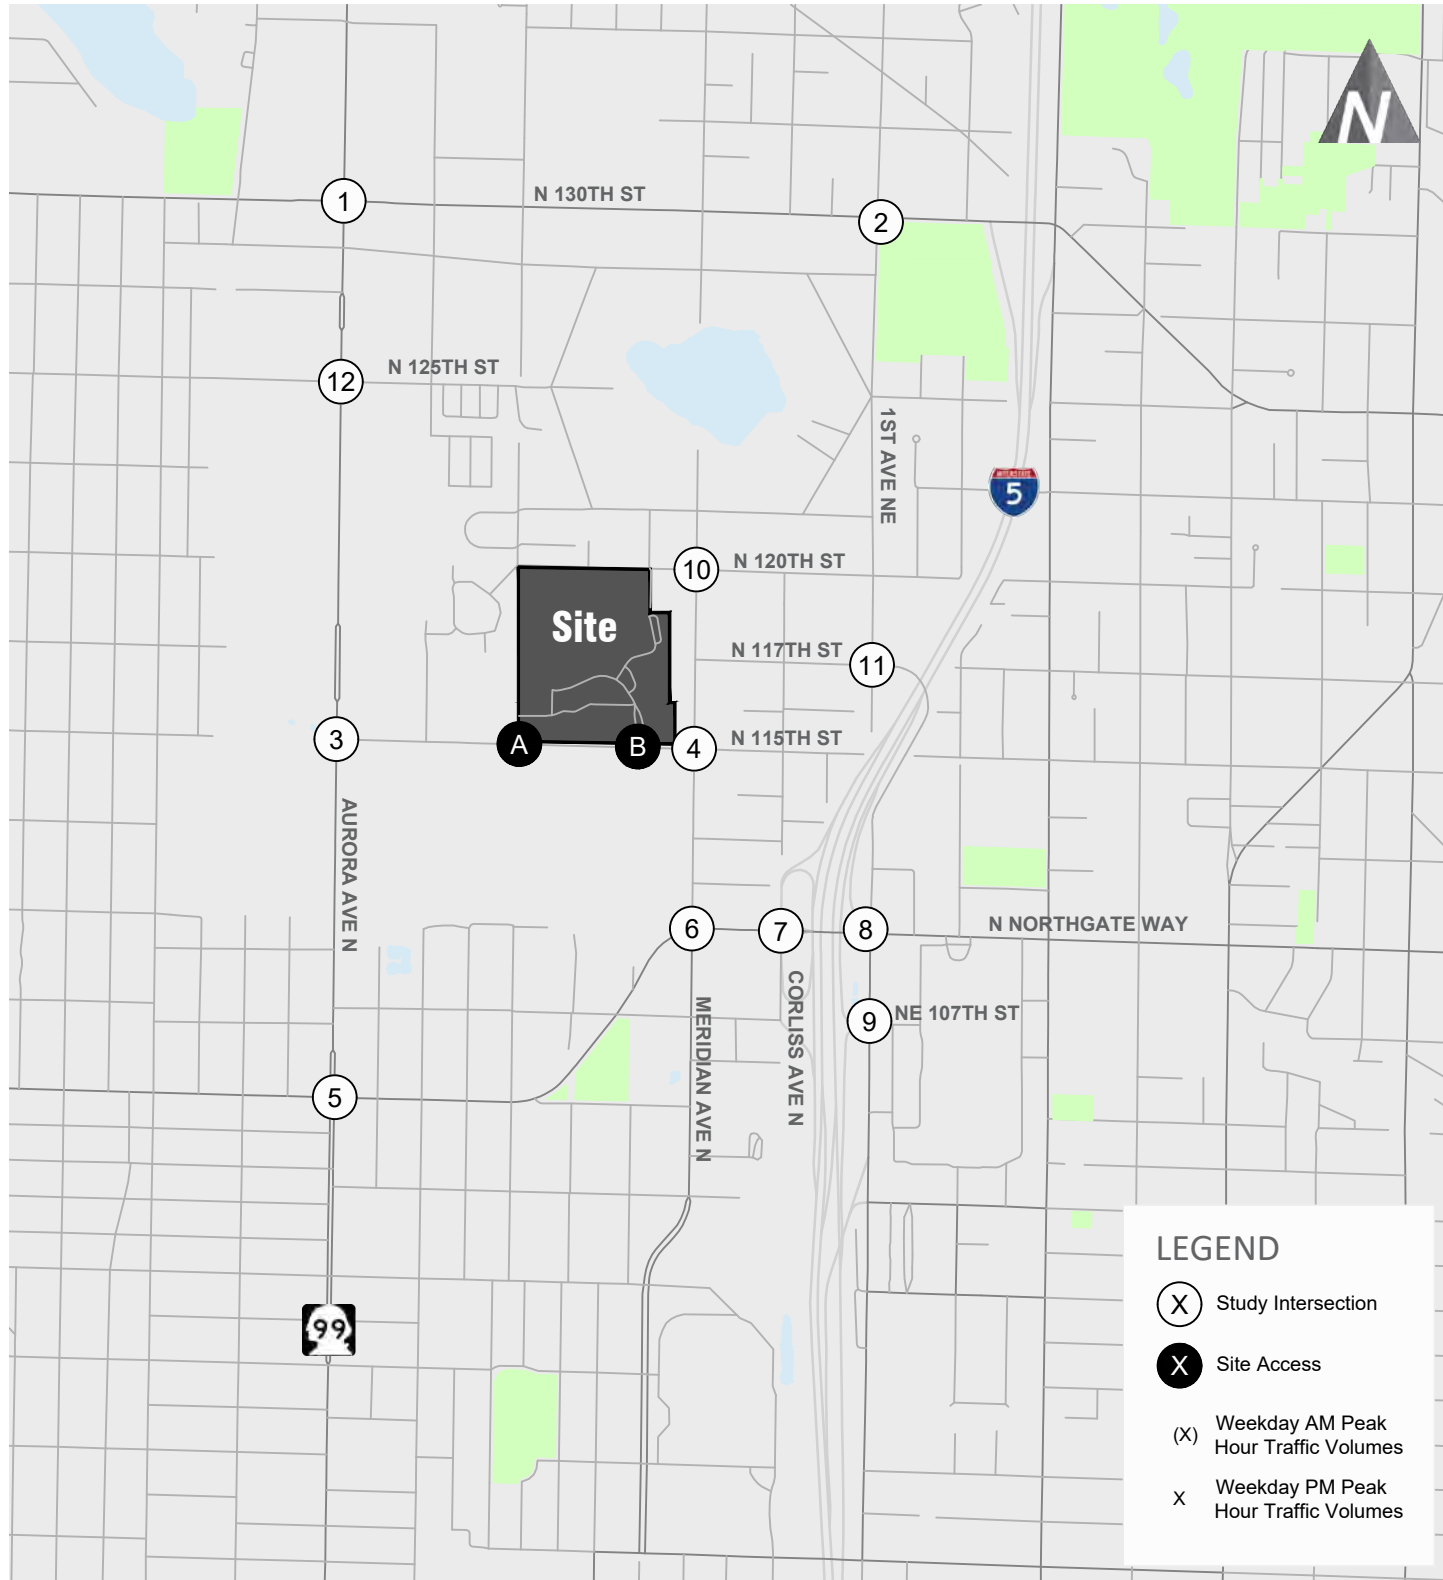 N
1
N 130TH ST
2
N 125TH ST
12
1ST AVE NE
INTERSTATE
5
10
N 120TH ST
Site
N 117TH ST
11
3
A
B
4
N 115TH ST
AURORA AVE N
6
7
8
N NORTHGATE WAY
MERIDIAN AVE N
CORLISS AVE N
9
NE 107TH ST
5
99
LEGEND
X Study Intersection
X Site Access
(X) Weekday AM Peak
Hour Traffic Volumes
X Weekday PM Peak
Hour Traffic Volumes